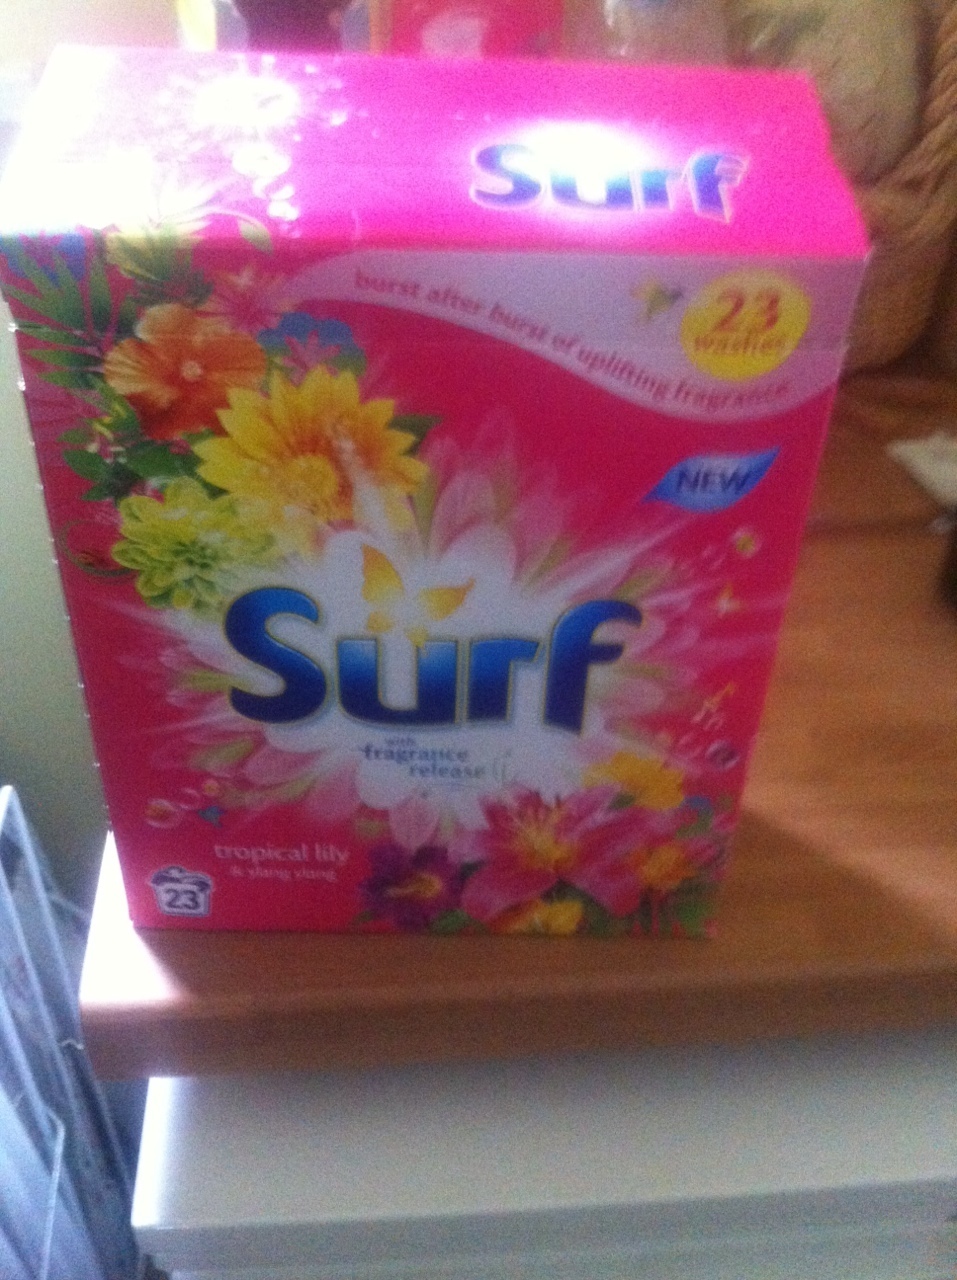 Surf
burst after burst of uplifting fragrance
23
washes
NEW
Surf
with
fragrance
release
tropical lily
& ylang ylang
23